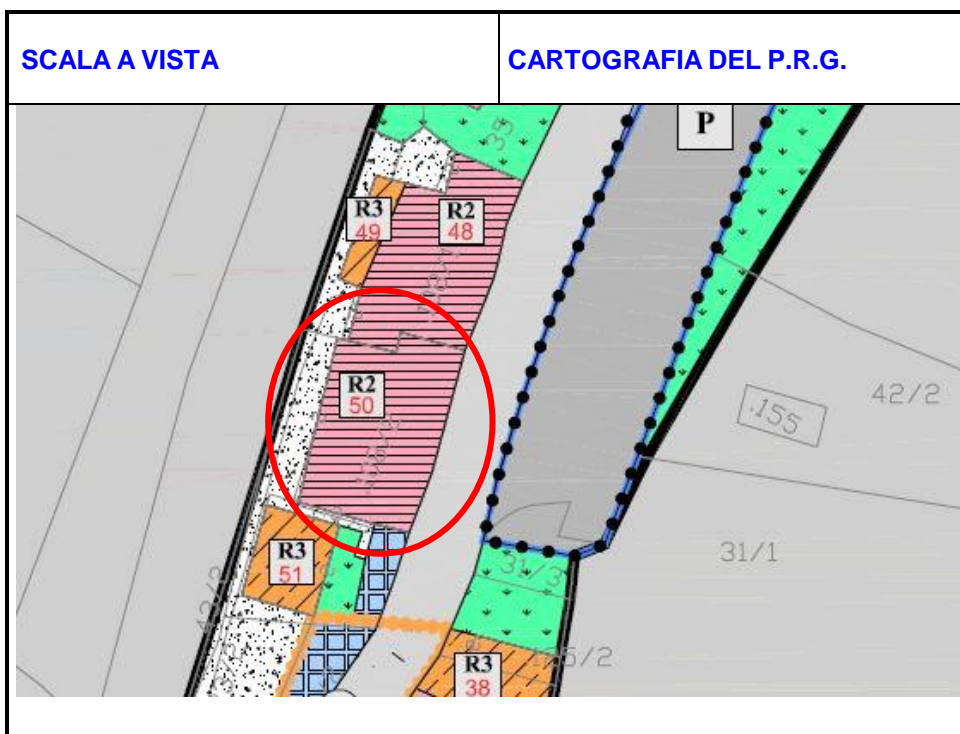 SCALA A VISTA
CARTOGRAFIA DEL P.R.G.
P
35
R3
49
R2
48
.155
42/2
R2
50
R3
51
31/3
31/1
R3
38